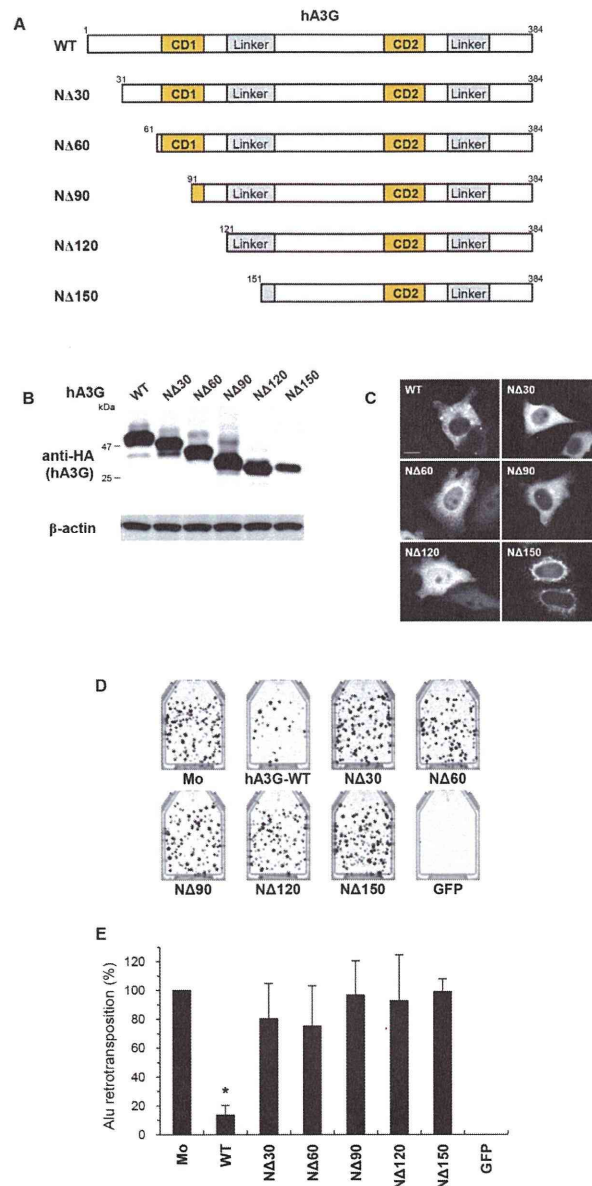 A
hA3G
1 384
WT CD1 Linker CD2 Linker
31 384
NΔ30 CD1 Linker CD2 Linker
61 384
NΔ60 CD1 Linker CD2 Linker
91 384
NΔ90 Linker CD2 Linker
121 384
NΔ120 Linker CD2 Linker
151 384
NΔ150 CD2 Linker
B
hA3G WT NΔ30 NΔ60 NΔ90 NΔ120 NΔ150
kDa
47
anti-HA
(hA3G)
25
β-actin
C
WT NΔ30
NΔ60 NΔ90
NΔ120 NΔ150
D
Mo hA3G-WT NΔ30 NΔ60
NΔ90 NΔ120 NΔ150 GFP
E
Alu retrotransposition (%)
120
100
80
60
40
20
0
*
Mo WT NΔ30 NΔ60 NΔ90 NΔ120 NΔ150 GFP